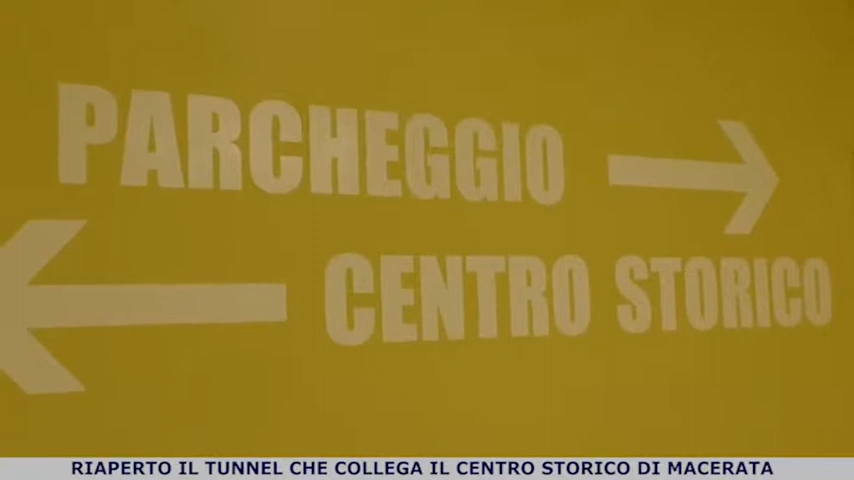 PARCHEGGIO
CENTRO STORICO
RIAPERTO IL TUNNEL CHE COLLEGA IL CENTRO STORICO DI MACERATA